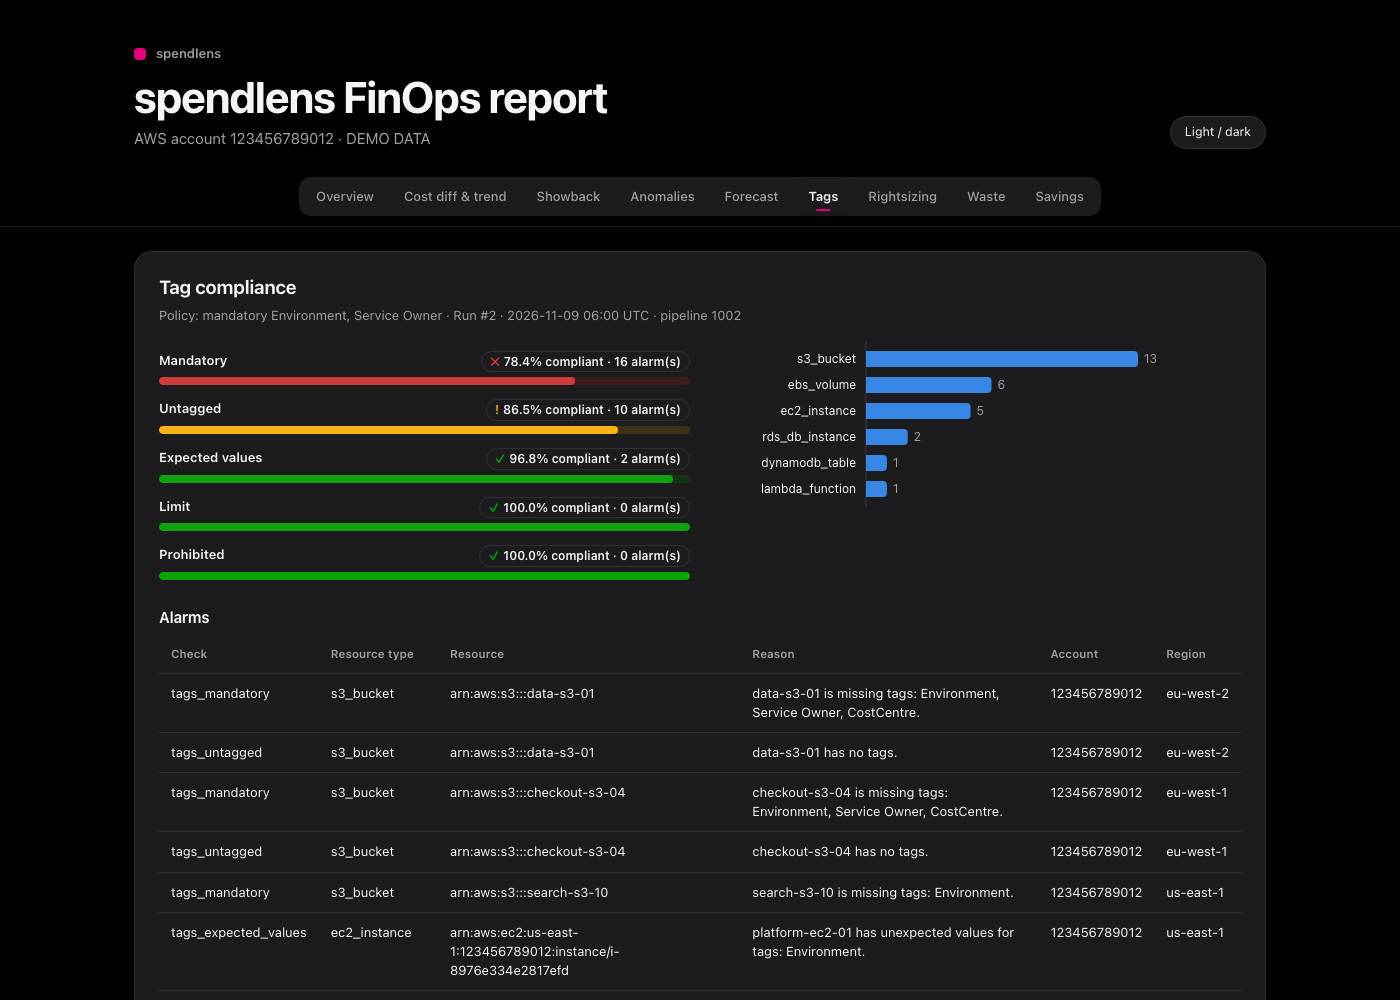 spendlens
spendlens FinOps report
AWS account 123456789012 · DEMO DATA
Light / dark
Overview Cost diff & trend Showback Anomalies Forecast Tags Rightsizing Waste Savings
Tag compliance
Policy: mandatory Environment, Service Owner · Run #2 · 2026-11-09 06:00 UTC · pipeline 1002
Mandatory ✕ 78.4% compliant · 16 alarm(s)
Untagged ! 86.5% compliant · 10 alarm(s)
Expected values ✓ 96.8% compliant · 2 alarm(s)
Limit ✓ 100.0% compliant · 0 alarm(s)
Prohibited ✓ 100.0% compliant · 0 alarm(s)
s3_bucket 13
ebs_volume 6
ec2_instance 5
rds_db_instance 2
dynamodb_table 1
lambda_function 1
Alarms
Check Resource type Resource Reason Account Region
tags_mandatory s3_bucket arn:aws:s3:::data-s3-01 data-s3-01 is missing tags: Environment, 123456789012 eu-west-2
Service Owner, CostCentre.
tags_untagged s3_bucket arn:aws:s3:::data-s3-01 data-s3-01 has no tags. 123456789012 eu-west-2
tags_mandatory s3_bucket arn:aws:s3:::checkout-s3-04 checkout-s3-04 is missing tags: 123456789012 eu-west-1
Environment, Service Owner, CostCentre.
tags_untagged s3_bucket arn:aws:s3:::checkout-s3-04 checkout-s3-04 has no tags. 123456789012 eu-west-1
tags_mandatory s3_bucket arn:aws:s3:::search-s3-10 search-s3-10 is missing tags: Environment. 123456789012 us-east-1
tags_expected_values ec2_instance arn:aws:ec2:us-east- platform-ec2-01 has unexpected values for 123456789012 us-east-1
1:123456789012:instance/i- tags: Environment.
8976e334e2817efd